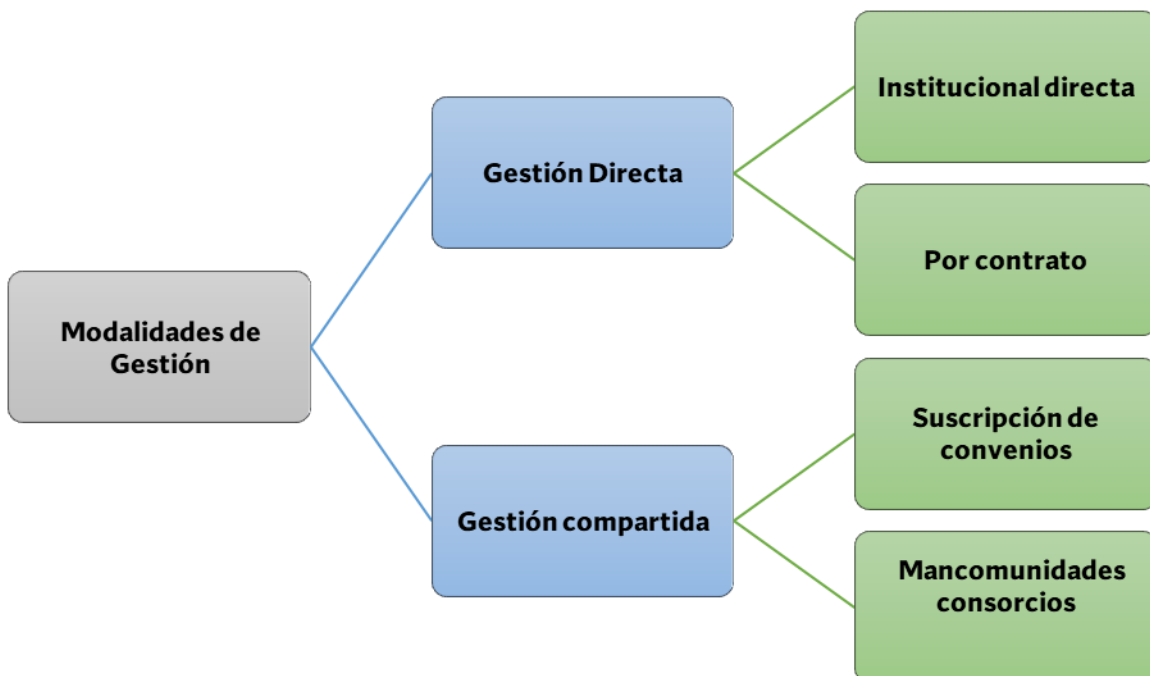 Modalidades de
Gestión
Gestión Directa
Institucional directa
Por contrato
Gestión compartida
Suscripción de
convenios
Mancomunidades
consorcios